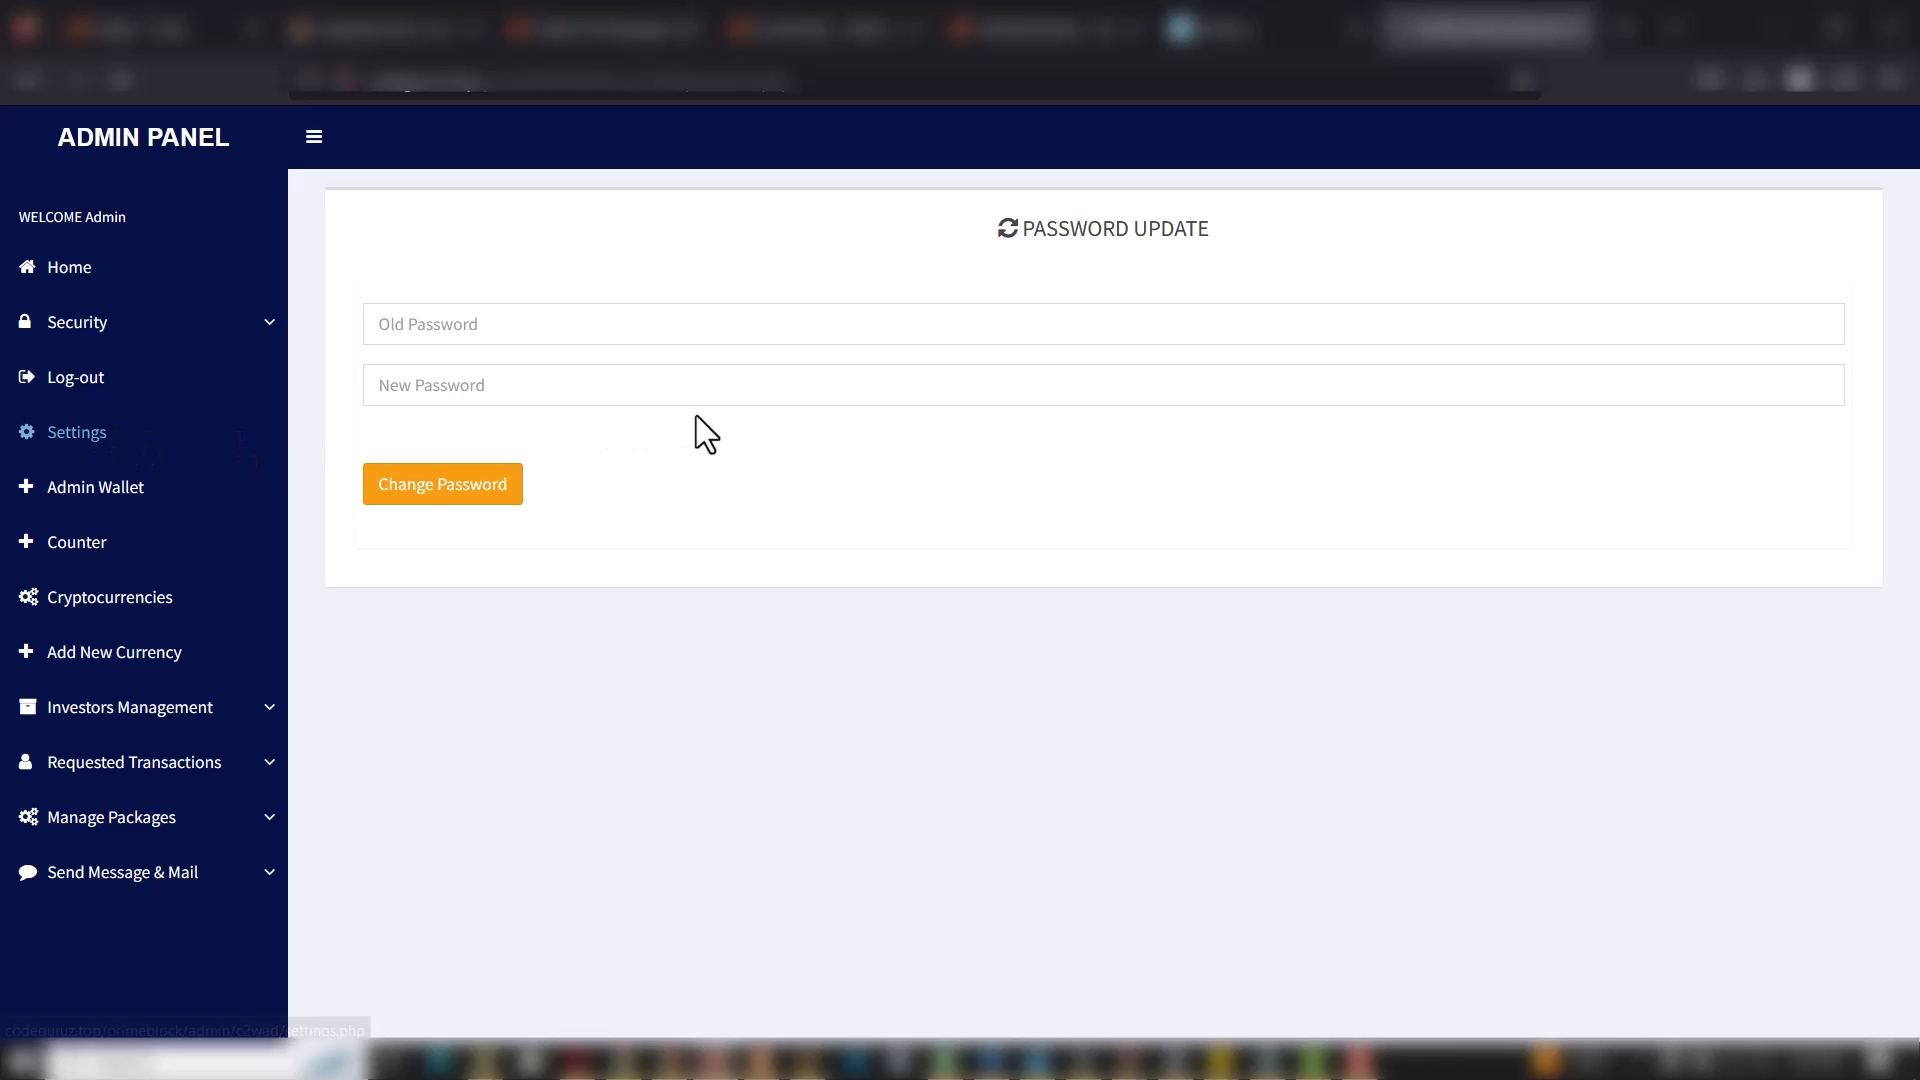 ADMIN PANEL
WELCOME Admin
Home
Security
Log-out
Settings
Admin Wallet
Counter
Cryptocurrencies
Add New Currency
Investors Management
Requested Transactions
Manage Packages
Send Message & Mail
PASSWORD UPDATE
Old Password
New Password
Change Password